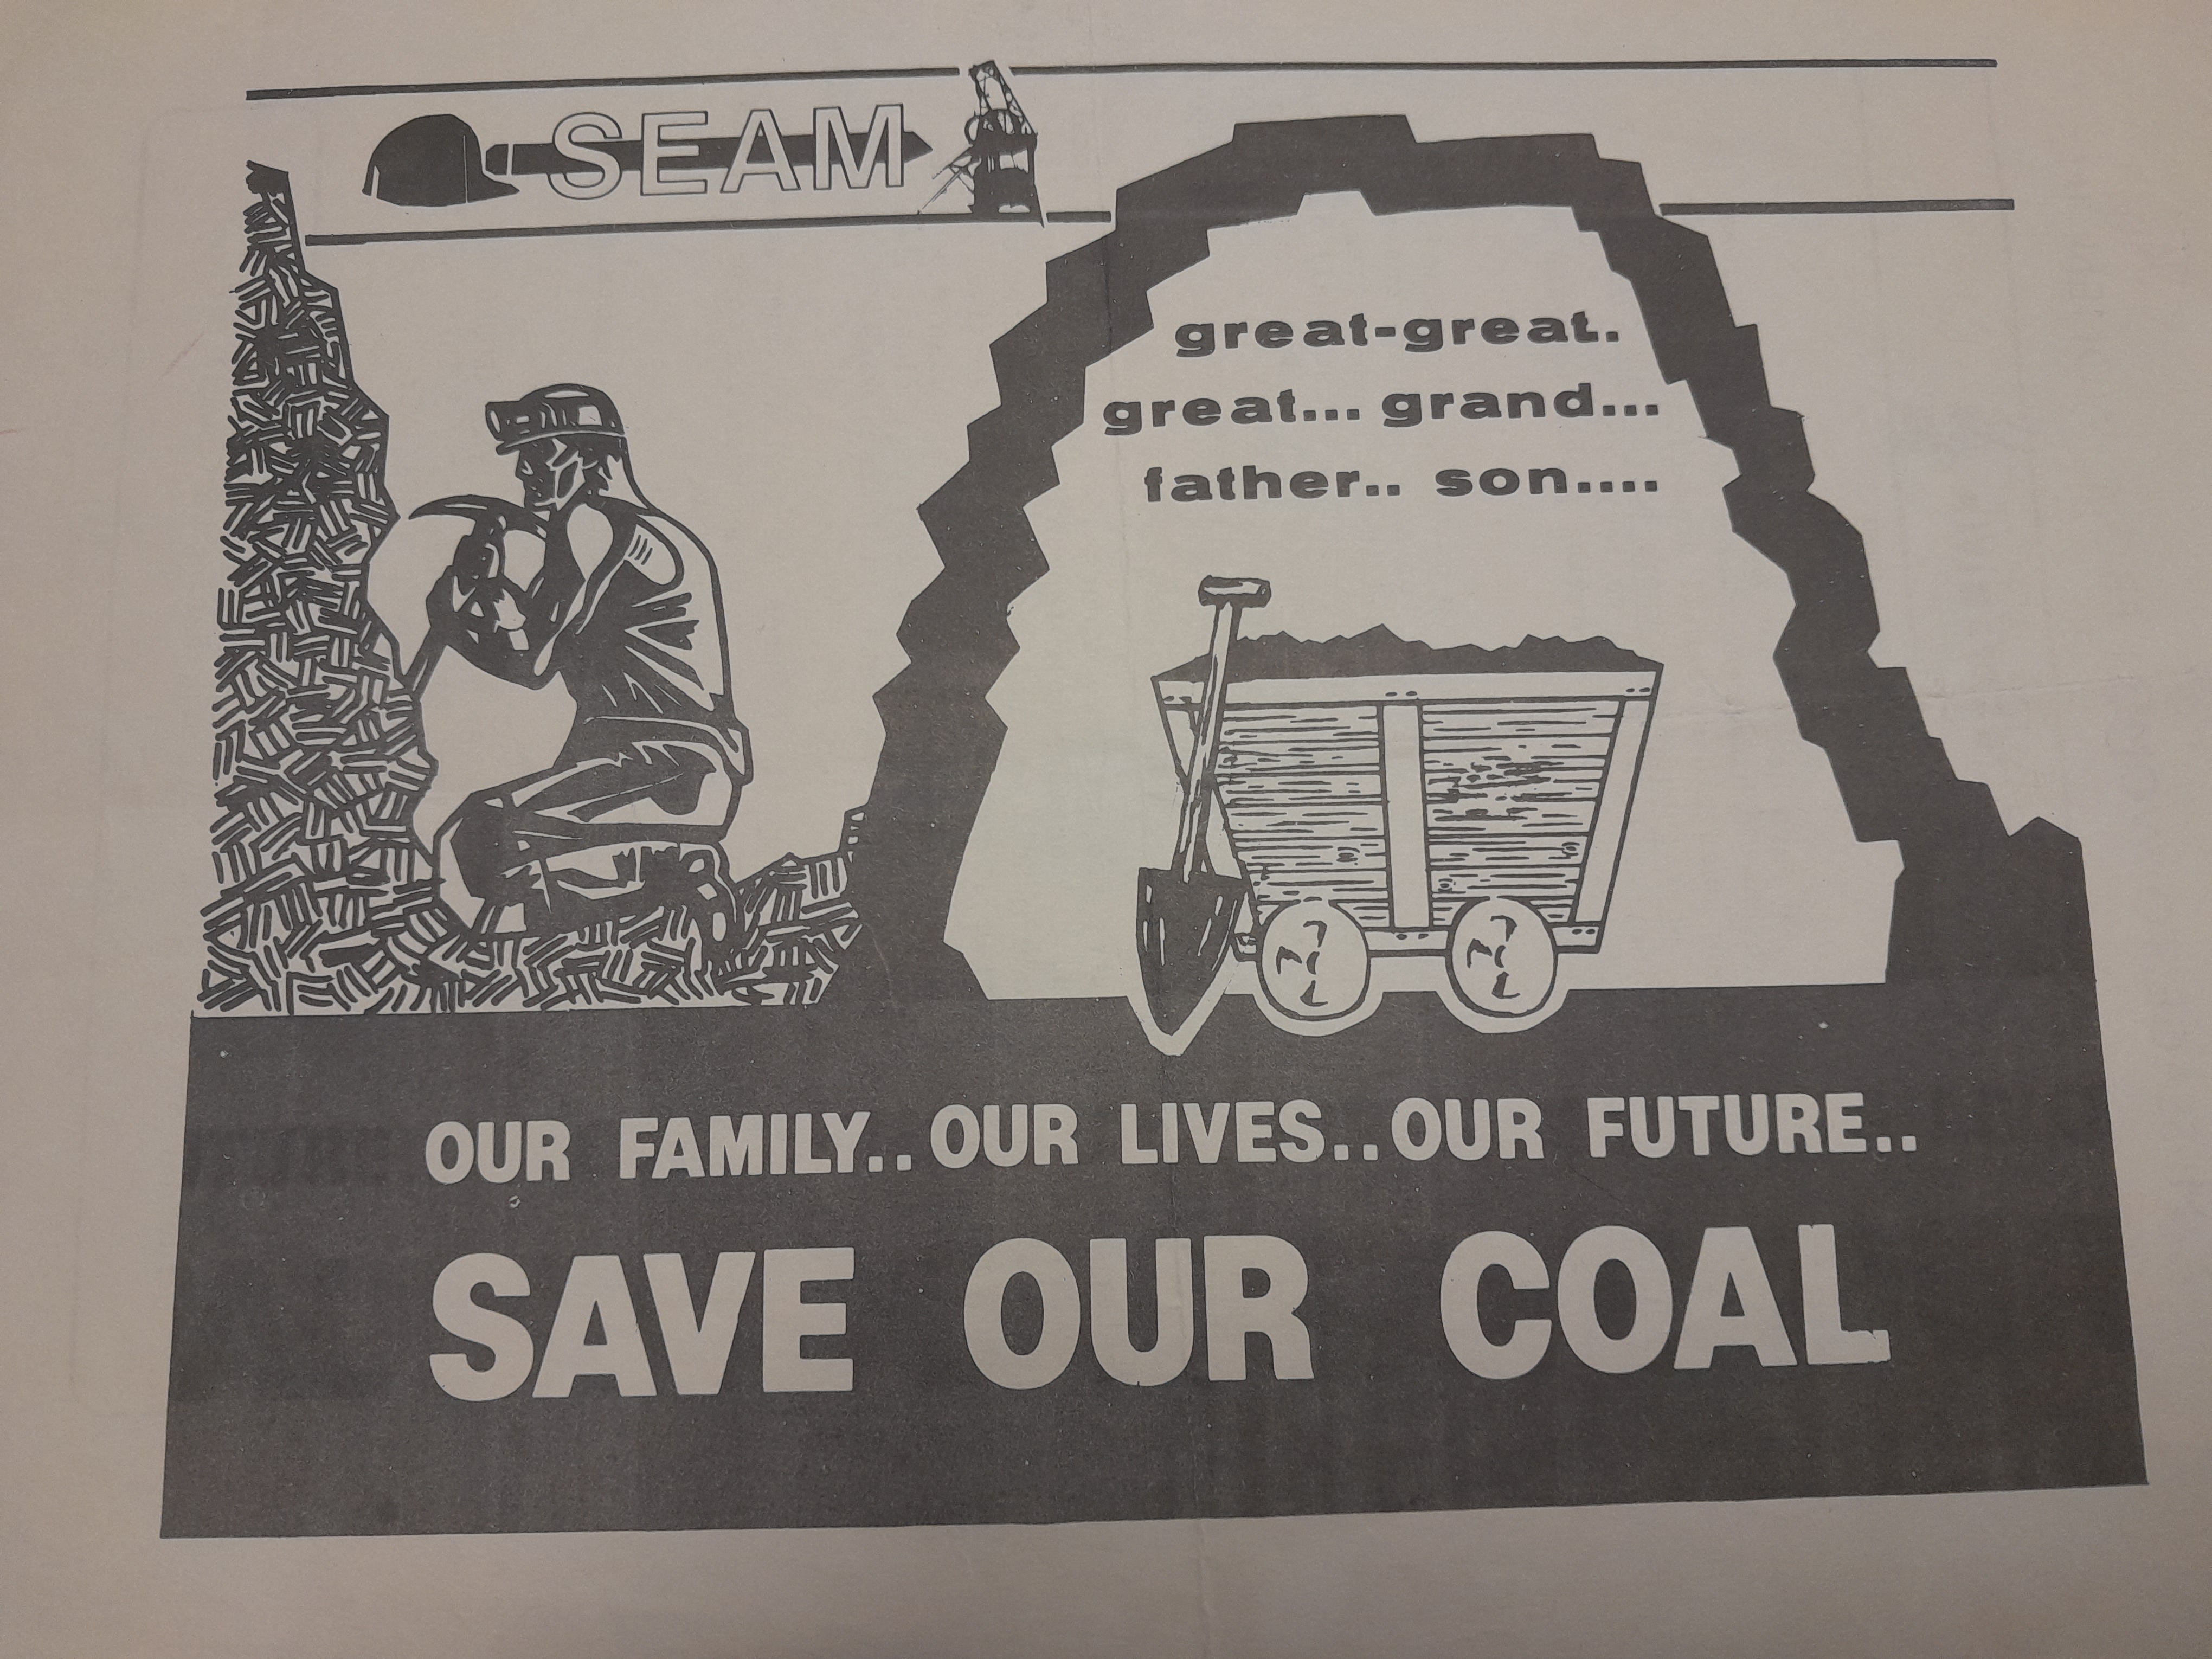 SEAM
great-great.
great... grand...
father.. son....
OUR FAMILY..OUR LIVES..OUR FUTURE..
SAVE OUR COAL